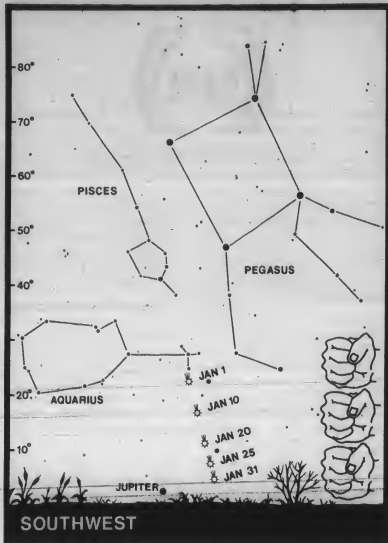 80°
70°
60°
PISCES
50°
PEGASUS
40°
30°
JAN 1
20°
AQUARIUS
JAN 10
JAN 20
10°
JAN 25
JAN 31
JUPITER
SOUTHWEST